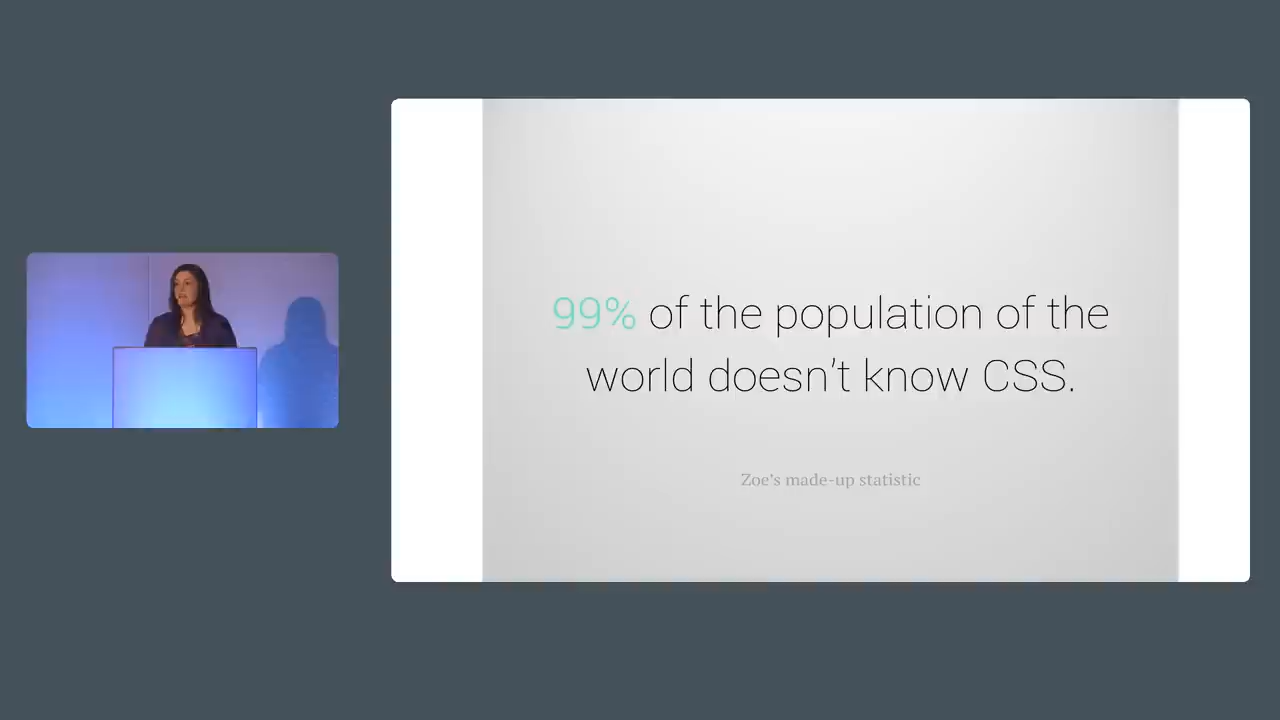 99% of the population of the
world doesn't know CSS.
Zoe's made-up statistic